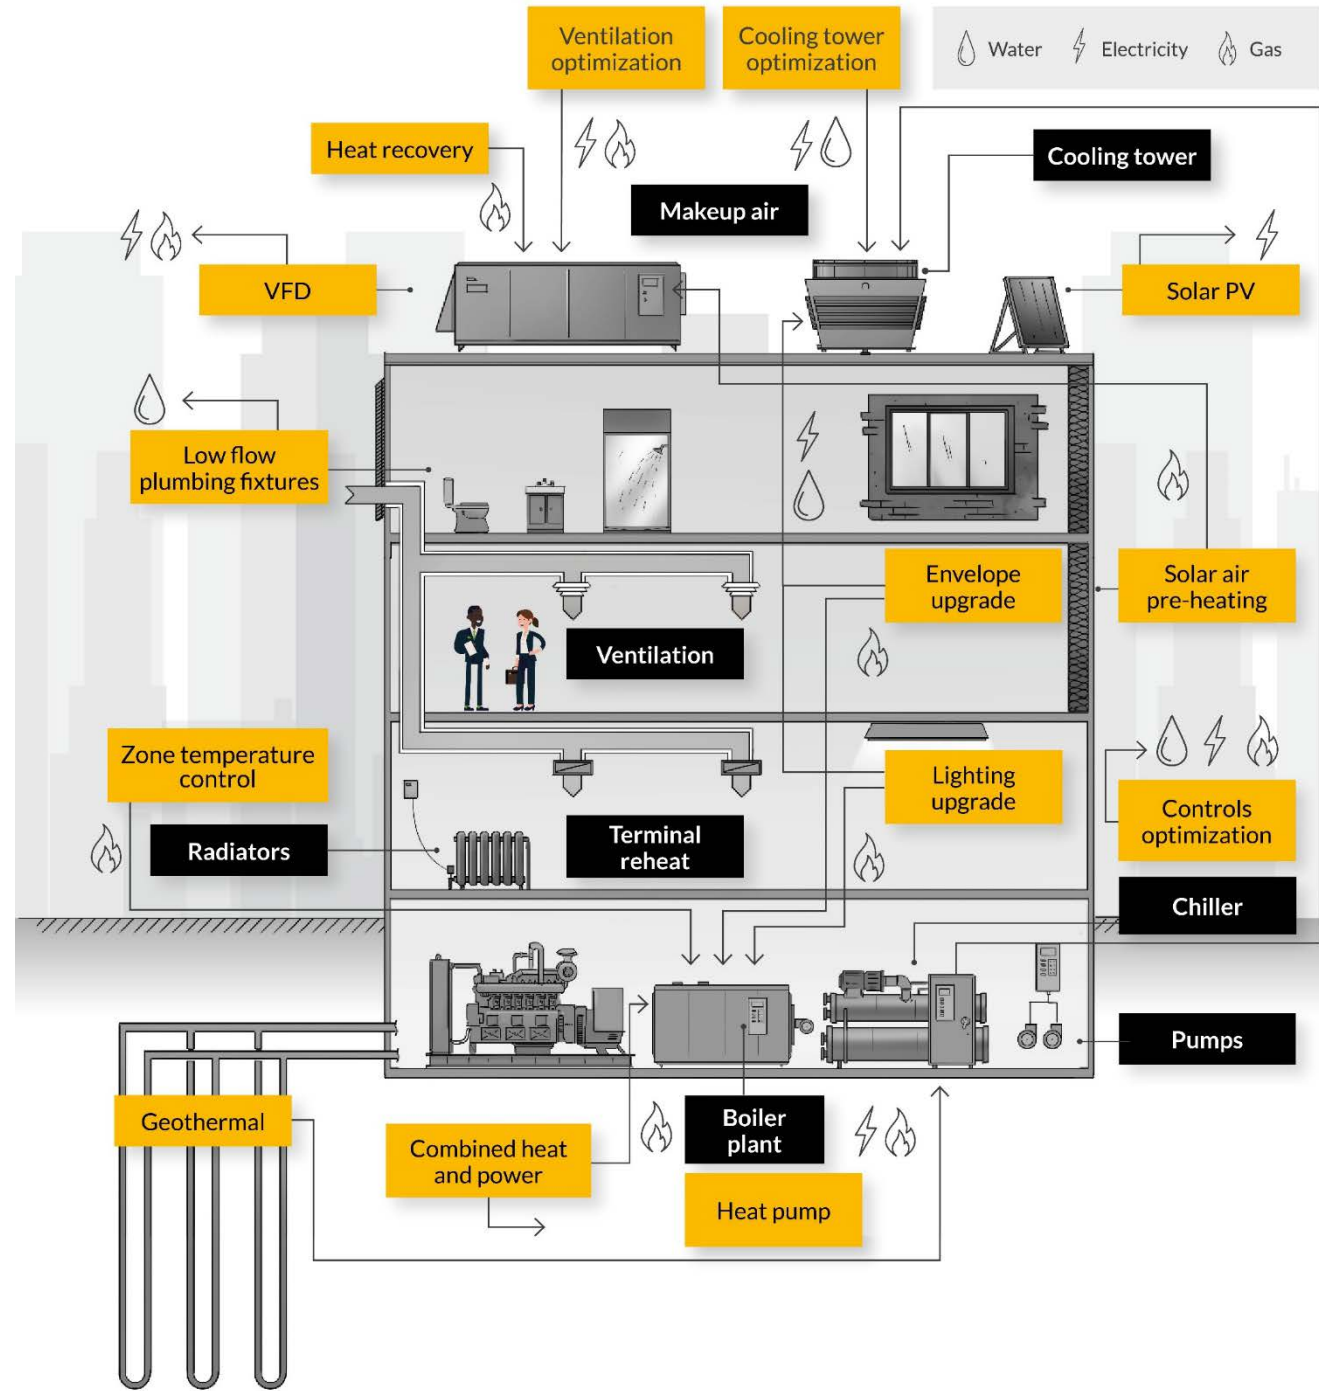 Ventilation
optimization
Cooling tower
optimization
Water
Electricity
Gas
Heat recovery
Cooling tower
Makeup air
VFD
Solar PV
Low flow
plumbing fixtures
Envelope
upgrade
Solar air
pre-heating
Ventilation
Zone temperature
control
Lighting
upgrade
Controls
optimization
Radiators
Terminal
reheat
Chiller
Pumps
Geothermal
Combined heat
and power
Boiler
plant
Heat pump